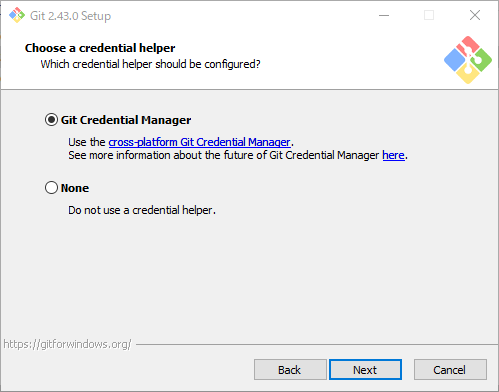 Git 2.43.0 Setup
Choose a credential helper
Which credential helper should be configured?
Git Credential Manager
Use the cross-platform Git Credential Manager.
See more information about the future of Git Credential Manager here.
None
Do not use a credential helper.
https://gitforwindows.org/
Back Next Cancel